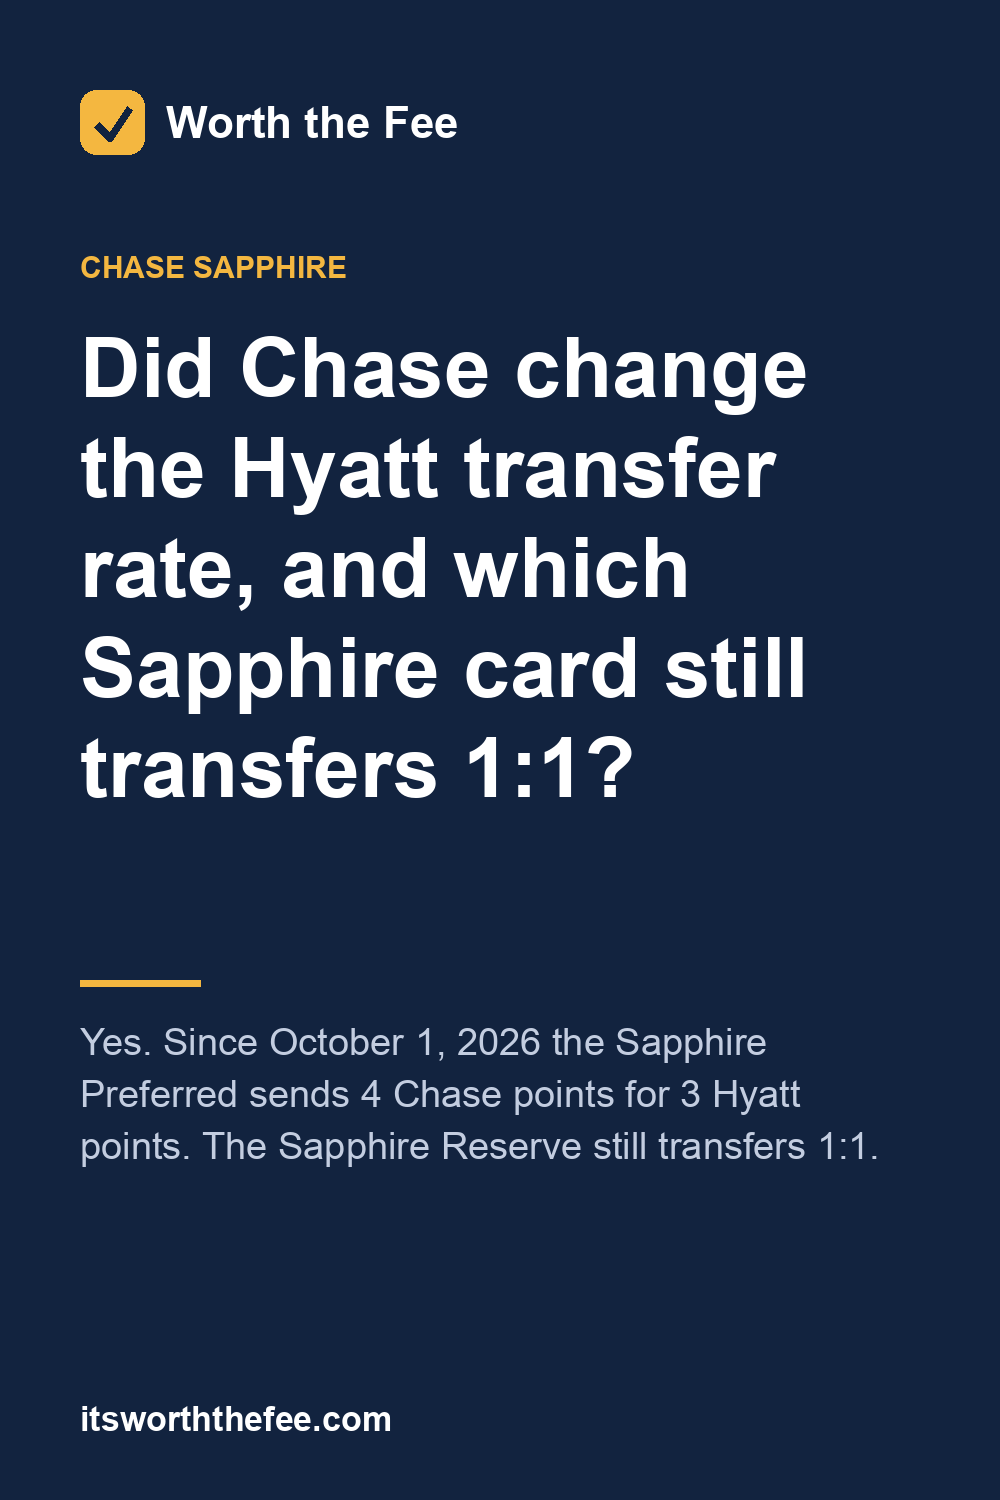 Worth the Fee
CHASE SAPPHIRE
Did Chase change
the Hyatt transfer
rate, and which
Sapphire card still
transfers 1:1?
Yes. Since October 1, 2026 the Sapphire
Preferred sends 4 Chase points for 3 Hyatt
points. The Sapphire Reserve still transfers 1:1.
itsworththefee.com